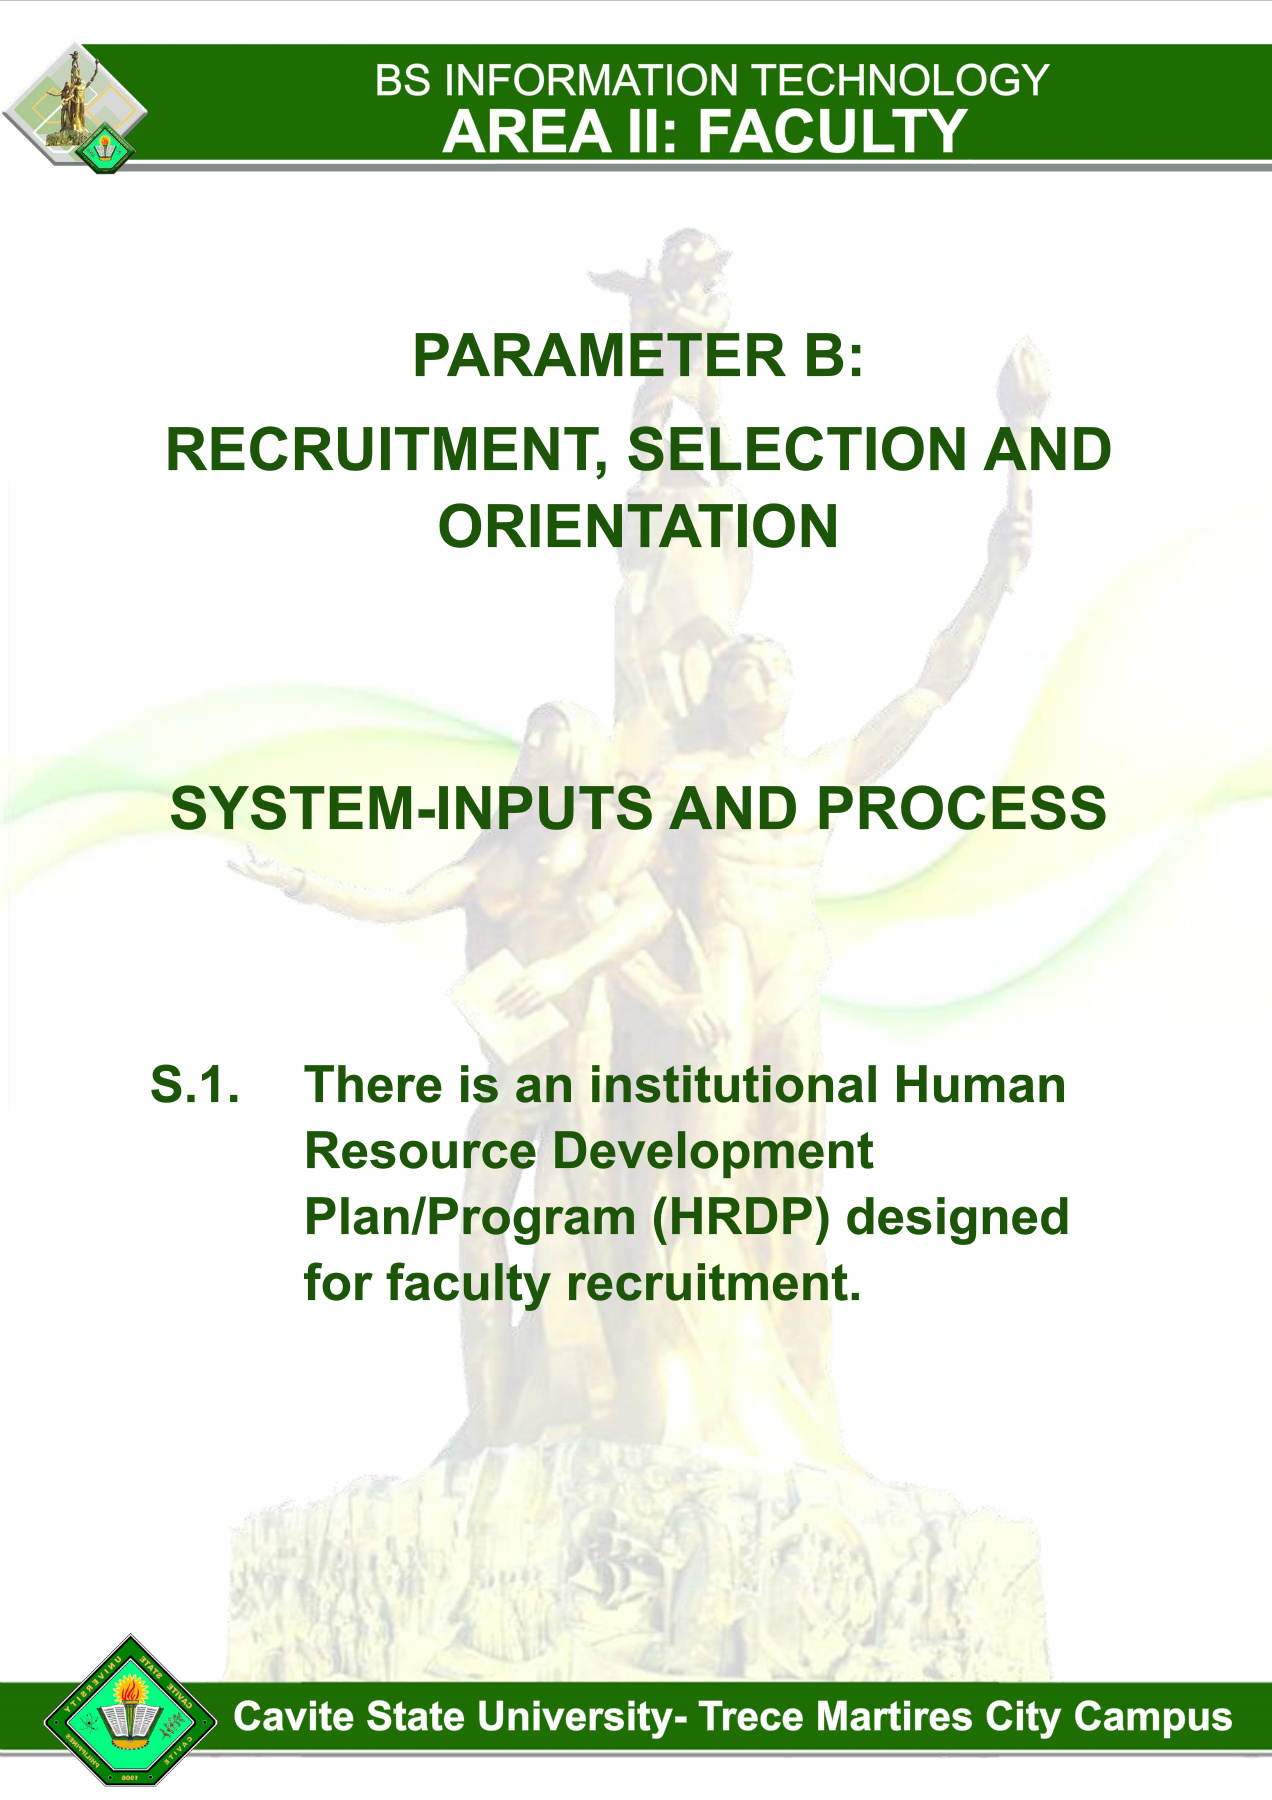 BS INFORMATION TECHNOLOGY
AREA II: FACULTY
PARAMETER B:
RECRUITMENT, SELECTION AND
ORIENTATION
SYSTEM-INPUTS AND PROCESS
S.1. There is an institutional Human
Resource Development
Plan/Program (HRDP) designed
for faculty recruitment.
CAVITE STATE UNIVERSITY
CAVITE
PHILIPPINES
1906
Cavite State University- Trece Martires City Campus